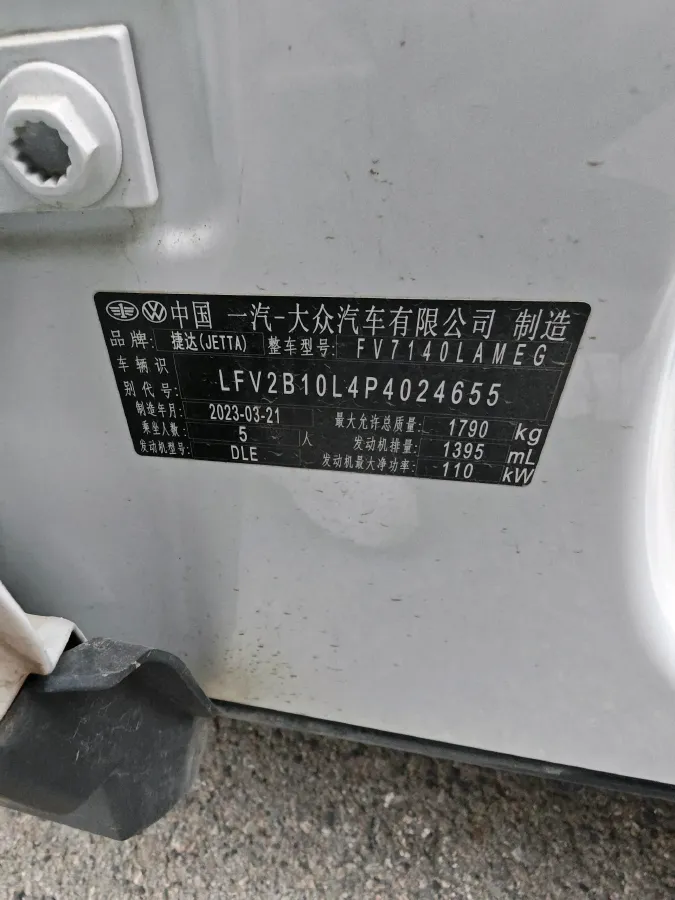 中国 一汽-大众汽车有限公司 制造
品牌: 捷达(JETTA) 整车型号: FV7140LAMEG
车辆识别代号: LFV2B10L4P4024655
制造年月: 2023-03-21 最大允许总质量: 1790 kg
乘坐人数: 5 人 发动机排量: 1395 mL
发动机型号: DLE 发动机最大净功率: 110 kW